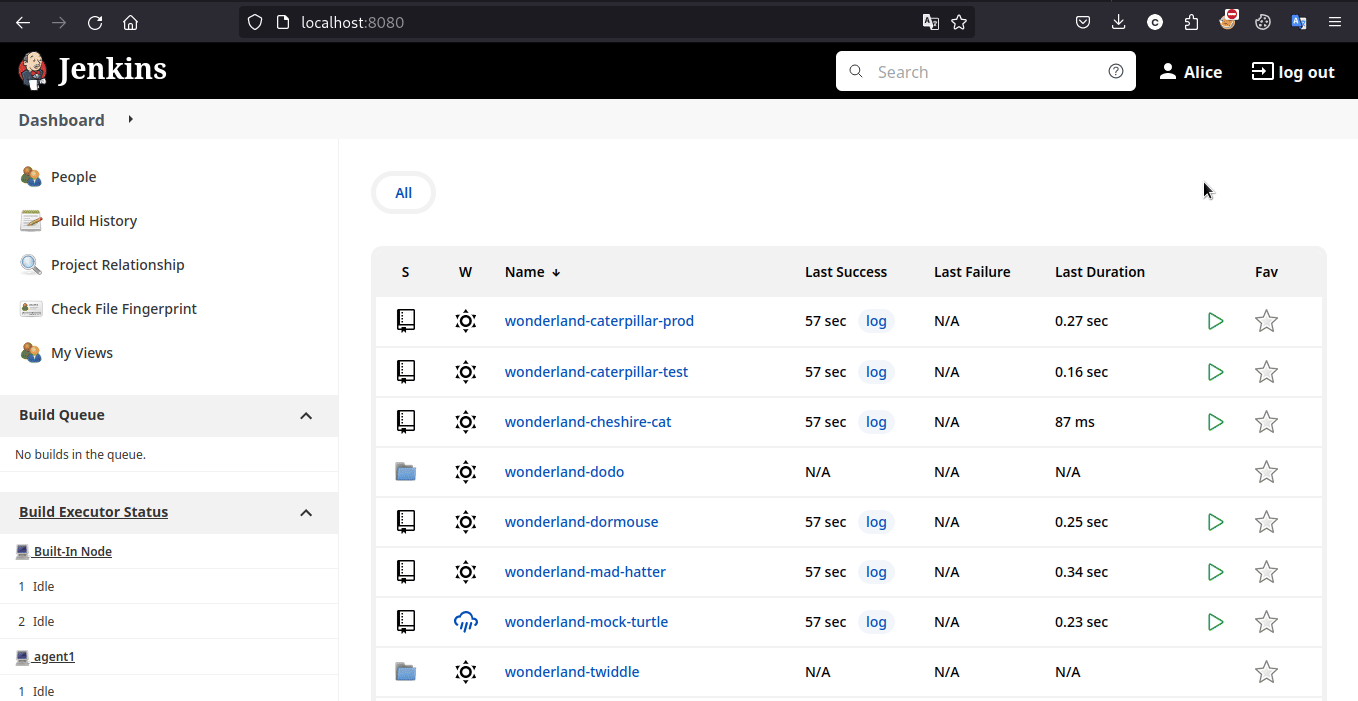 localhost:8080
Jenkins
Search
Alice
log out
Dashboard
People
Build History
Project Relationship
Check File Fingerprint
My Views
Build Queue
No builds in the queue.
Build Executor Status
Built-In Node
1 Idle
2 Idle
agent1
1 Idle
All
S W Name ↓ Last Success Last Failure Last Duration Fav
wonderland-caterpillar-prod 57 sec log N/A 0.27 sec
wonderland-caterpillar-test 57 sec log N/A 0.16 sec
wonderland-cheshire-cat 57 sec log N/A 87 ms
wonderland-dodo N/A N/A N/A
wonderland-dormouse 57 sec log N/A 0.25 sec
wonderland-mad-hatter 57 sec log N/A 0.34 sec
wonderland-mock-turtle 57 sec log N/A 0.23 sec
wonderland-twiddle N/A N/A N/A